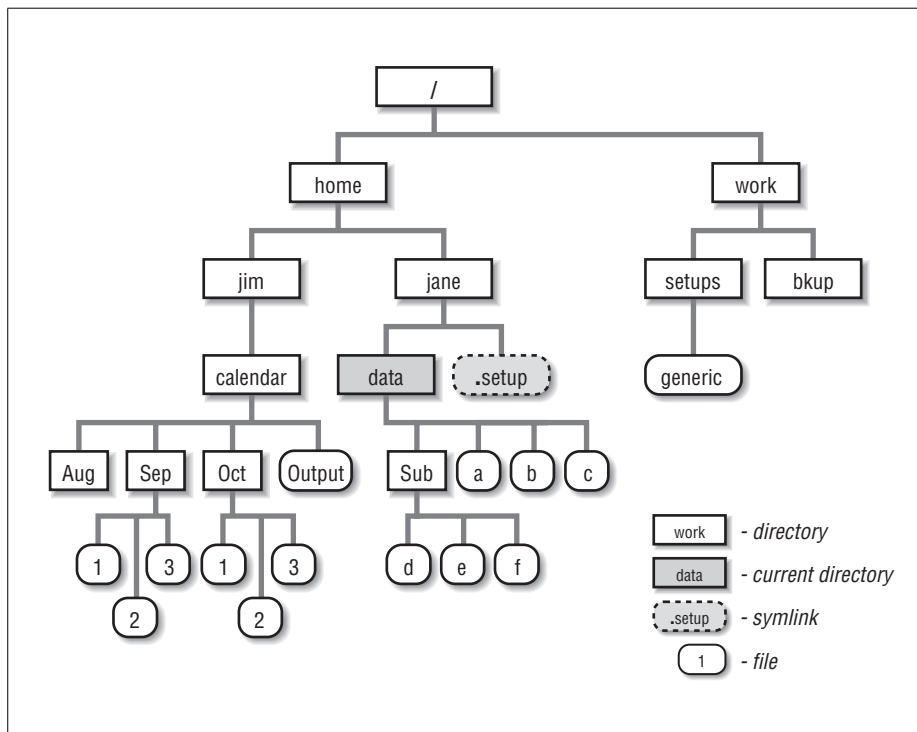 /
home
work
jim
jane
setups
bkup
calendar
data
.setup
generic
Aug
Sep
Oct
Output
Sub
a
b
c
1
3
1
3
d
e
f
2
2
work - directory
data - current directory
.setup - symlink
1 - file